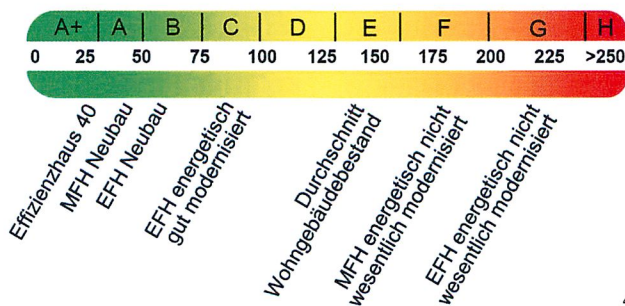 A+ A B C D E F G H
0 25 50 75 100 125 150 175 200 225 >250
Effizienzhaus 40
MFH Neubau
EFH Neubau
EFH energetisch
gut modernisiert
Durchschnitt
Wohngebäudebestand
MFH energetisch nicht
wesentlich modernisiert
EFH energetisch nicht
wesentlich modernisiert